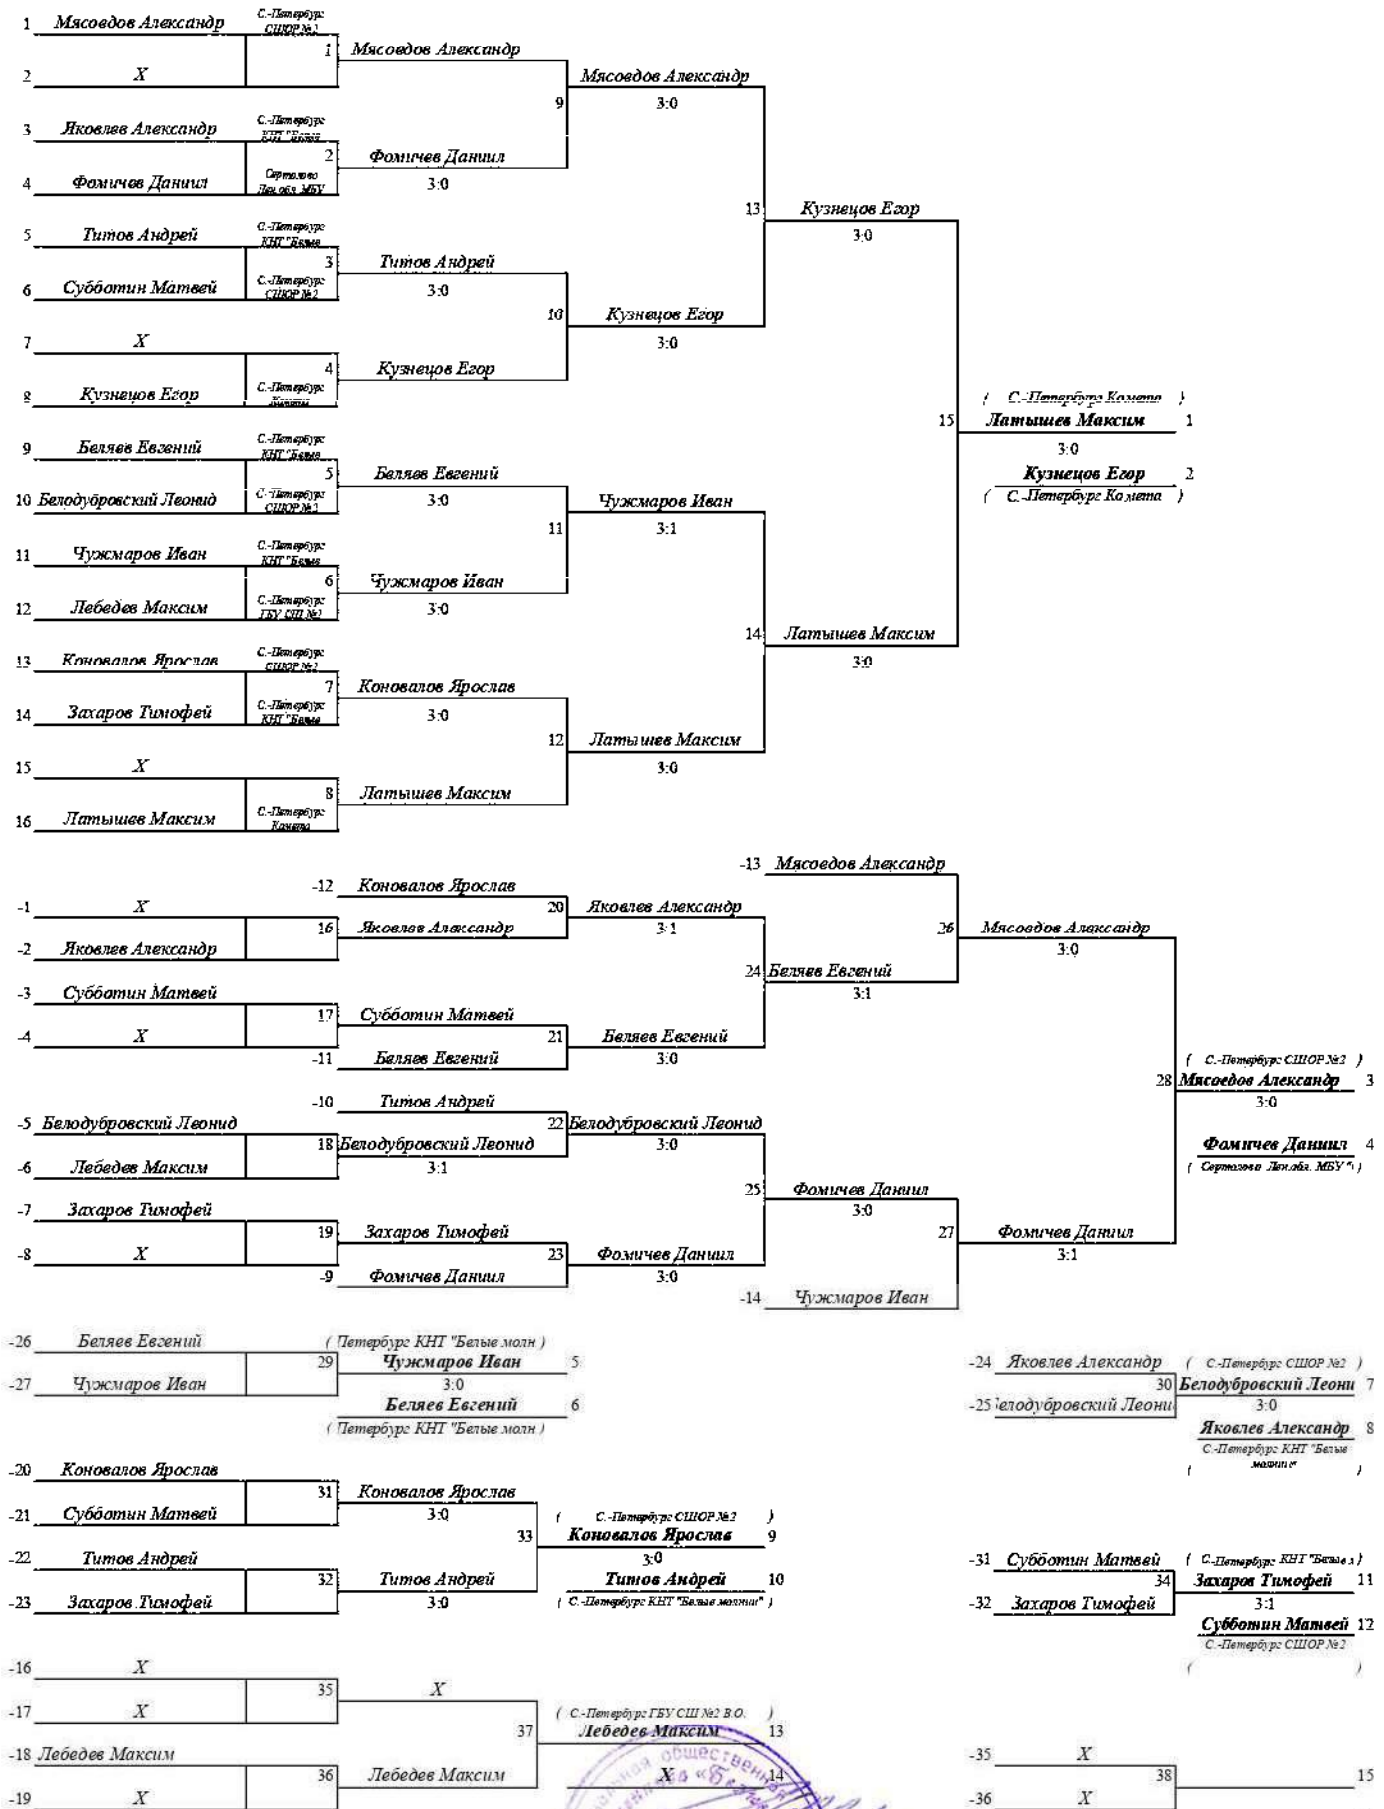 1 Мясоедов Александр С.-Петербург СШОР №2
1 Мясоедов Александр
2 X
Мясоедов Александр
9 3:0
3 Яковлев Александр С.-Петербург КНТ "Белые
2 Фомичев Даниил
3:0
4 Фомичев Даниил Сертолово Лен.обл. МБУ
13 Кузнецов Егор
3:0
5 Титов Андрей С.-Петербург КНТ "Белые
3 Титов Андрей
3:0
6 Субботин Матвей С.-Петербург СШОР №2
10 Кузнецов Егор
3:0
7 X
4 Кузнецов Егор
8 Кузнецов Егор С.-Петербург
( С.-Петербург Комета )
15 Латышев Максим 1
3:0
Кузнецов Егор 2
( С.-Петербург Комета )
9 Беляев Евгений С.-Петербург КНТ "Белые
5 Беляев Евгений
3:0
10 Белодубровский Леонид С.-Петербург СШОР №2
Чужмаров Иван
11 3:1
11 Чужмаров Иван С.-Петербург КНТ "Белые
6 Чужмаров Иван
3:0
12 Лебедев Максим С.-Петербург ГБУ СШ №2
14 Латышев Максим
3:0
13 Коновалов Ярослав С.-Петербург СШОР №2
7 Коновалов Ярослав
3:0
14 Захаров Тимофей С.-Петербург КНТ "Белые
12 Латышев Максим
3:0
15 X
8 Латышев Максим
16 Латышев Максим С.-Петербург Комета
-13 Мясоедов Александр
-12 Коновалов Ярослав
-1 X
20 Яковлев Александр
3:1
16 Яковлев Александр
26 Мясоедов Александр
3:0
-2 Яковлев Александр
24 Беляев Евгений
3:1
-3 Субботин Матвей
17 Субботин Матвей
-4 X
21 Беляев Евгений
3:0
-11 Беляев Евгений
( С.-Петербург СШОР №2 )
28 Мясоедов Александр 3
3:0
-10 Титов Андрей
-5 Белодубровский Леонид
22 Белодубровский Леонид
3:0
18 Белодубровский Леонид
3:1
Фомичев Даниил 4
( Сертолово Лен.обл. МБУ "( )
-6 Лебедев Максим
25 Фомичев Даниил
3:0
-7 Захаров Тимофей
19 Захаров Тимофей
27 Фомичев Даниил
3:1
-8 X
23 Фомичев Даниил
3:0
-9 Фомичев Даниил
-14 Чужмаров Иван
-26 Беляев Евгений ( Петербург КНТ "Белые молн )
29 Чужмаров Иван 5
3:0
-27 Чужмаров Иван
Беляев Евгений 6
( Петербург КНТ "Белые молн )
-24 Яковлев Александр ( С.-Петербург СШОР №2 )
30 Белодубровский Леони 7
3:0
-25 елодубровский Леони
Яковлев Александр 8
С.-Петербург КНТ "Белые молнии"
( )
-20 Коновалов Ярослав
31 Коновалов Ярослав
3:0
-21 Субботин Матвей
( С.-Петербург СШОР №2 )
33 Коновалов Ярослав 9
3:0
-22 Титов Андрей
32 Титов Андрей
3:0
-23 Захаров Тимофей
Титов Андрей 10
( С.-Петербург КНТ "Белые молнии" )
-31 Субботин Матвей ( С.-Петербург КНТ "Белые )
34 Захаров Тимофей 11
3:1
-32 Захаров Тимофей
Субботин Матвей 12
С.-Петербург СШОР №2
( )
-16 X
35 X
-17 X
( С.-Петербург ГБУ СШ №2 В.О. )
37 Лебедев Максим 13
-18 Лебедев Максим
36 Лебедев Максим
X 14
-19 X
-35 X
38 15
-36 X